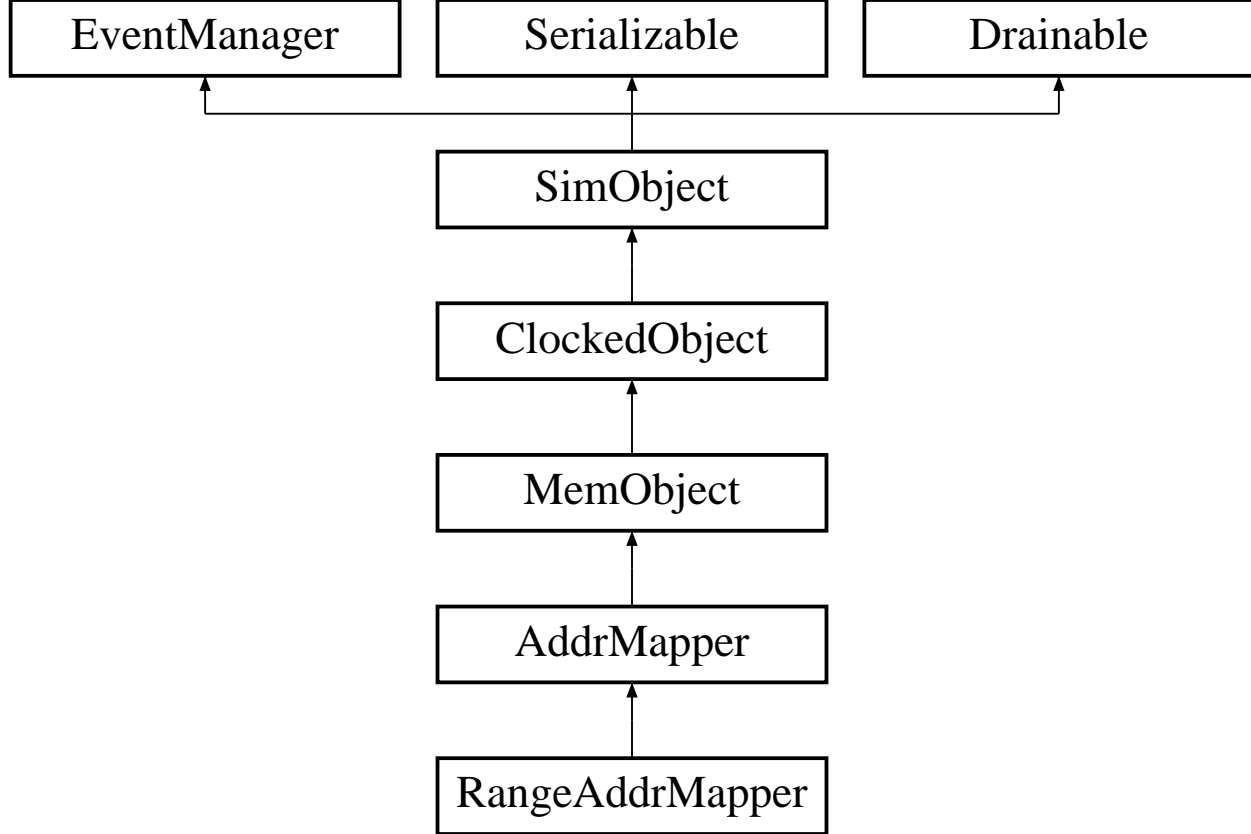 EventManager Serializable Drainable
SimObject
ClockedObject
MemObject
AddrMapper
RangeAddrMapper